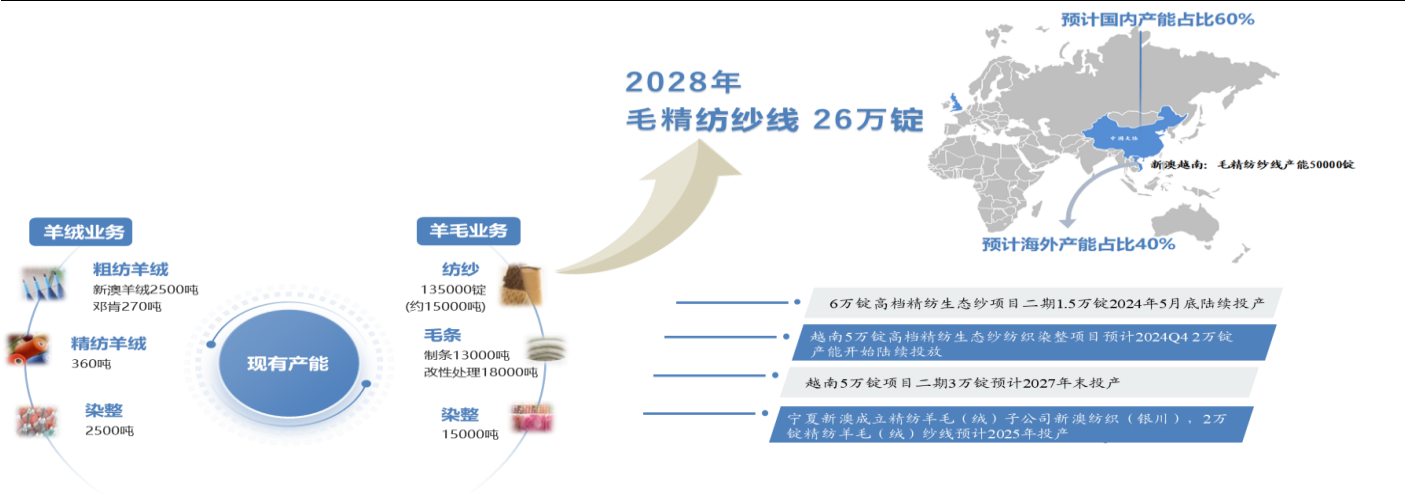 预计国内产能占比60%
2028年
毛精纺纱线 26万锭
中国大陆
新澳越南：毛精纺纱线产能50000锭
预计海外产能占比40%
羊绒业务
粗纺羊绒
新澳羊绒2500吨
邓肯270吨
精纺羊绒
360吨
染整
2500吨
现有产能
羊毛业务
纺纱
135000锭
(约15000吨)
毛条
制条13000吨
改性处理18000吨
染整
15000吨
6万锭高档精纺生态纱项目二期1.5万锭2024年5月底陆续投产
越南5万锭高档精纺生态纱纺织染整项目预计2024Q4 2万锭
产能开始陆续投放
越南5万锭项目二期3万锭预计2027年末投产
宁夏新澳成立精纺羊毛（绒）子公司新澳纺织（银川）、2万
锭精纺羊毛（绒）纱线预计2025年投产